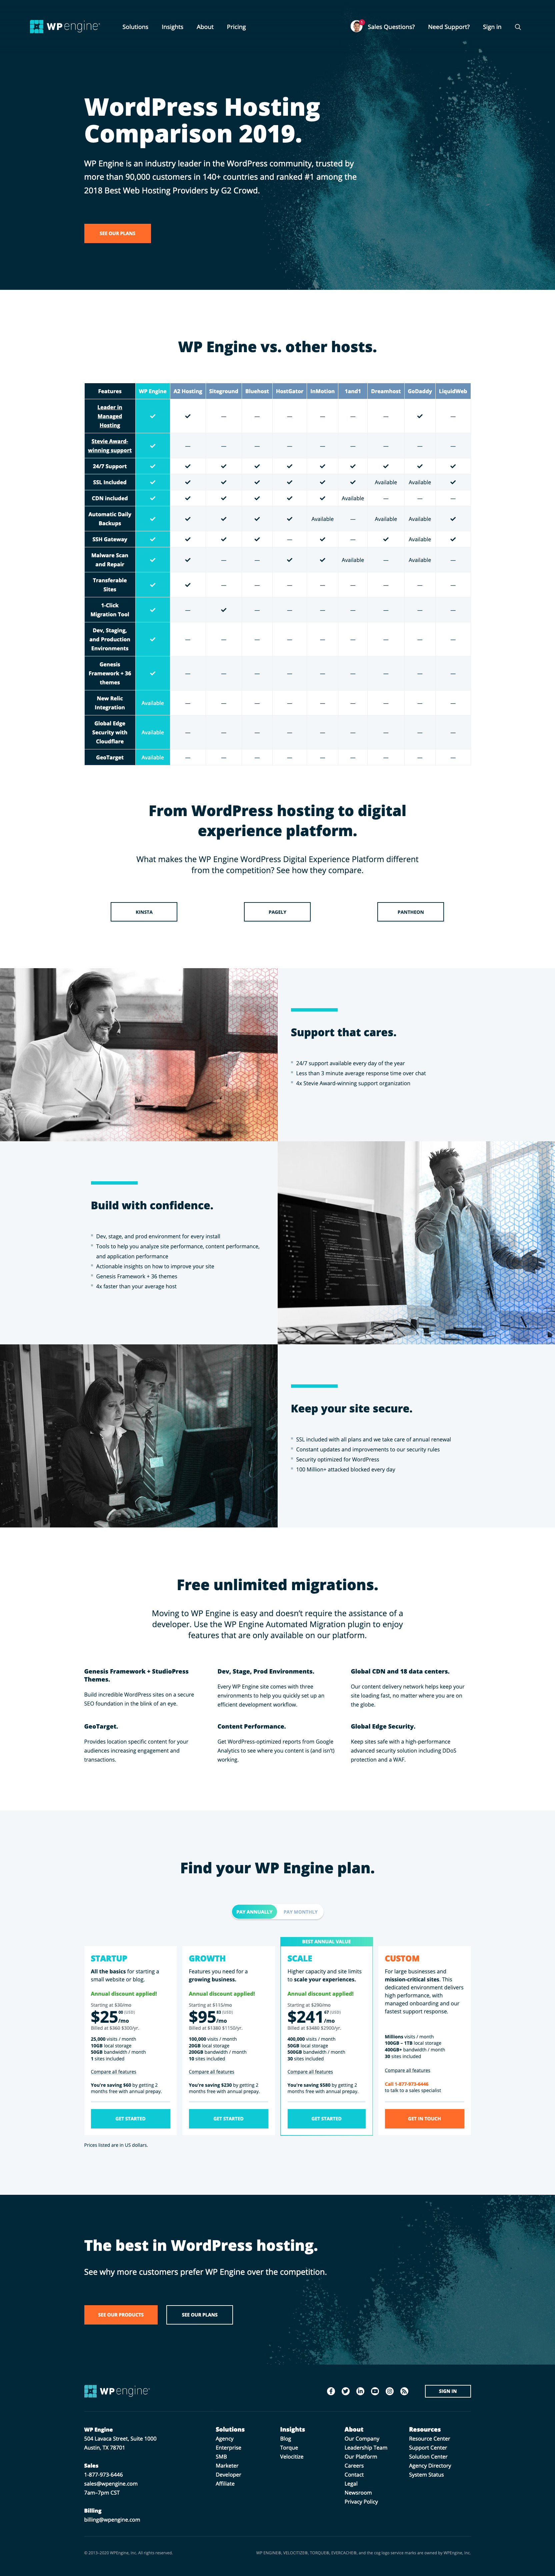 WP engine®
Solutions Insights About Pricing
Sales Questions? Need Support? Sign in
WordPress Hosting
Comparison 2019.
WP Engine is an industry leader in the WordPress community, trusted by
more than 90,000 customers in 140+ countries and ranked #1 among the
2018 Best Web Hosting Providers by G2 Crowd.
SEE OUR PLANS
WP Engine vs. other hosts.
Features WP Engine A2 Hosting Siteground Bluehost HostGator InMotion 1and1 Dreamhost GoDaddy LiquidWeb
Leader in
Managed
Hosting ✓ ✓ — — — — — — ✓ —
Stevie Award-
winning support ✓ — — — — — — — — —
24/7 Support ✓ ✓ ✓ ✓ ✓ ✓ ✓ ✓ ✓ ✓
SSL Included ✓ ✓ ✓ ✓ ✓ ✓ ✓ Available Available ✓
CDN included ✓ ✓ ✓ ✓ ✓ ✓ Available — — —
Automatic Daily
Backups ✓ ✓ ✓ ✓ ✓ Available — Available Available ✓
SSH Gateway ✓ ✓ ✓ ✓ — ✓ — ✓ Available ✓
Malware Scan
and Repair ✓ ✓ — — ✓ ✓ Available — Available —
Transferable
Sites ✓ ✓ — — — — — — — —
1-Click
Migration Tool ✓ — ✓ — — — — — — —
Dev, Staging,
and Production
Environments ✓ — — — — — — — — —
Genesis
Framework + 36
themes ✓ — — — — — — — — —
New Relic
Integration Available — — — — — — — — —
Global Edge
Security with
Cloudflare Available — — — — — — — — —
GeoTarget Available — — — — — — — — —
From WordPress hosting to digital
experience platform.
What makes the WP Engine WordPress Digital Experience Platform different
from the competition? See how they compare.
KINSTA PAGELY PANTHEON
Support that cares.
24/7 support available every day of the year
Less than 3 minute average response time over chat
4x Stevie Award-winning support organization
Build with confidence.
Dev, stage, and prod environment for every install
Tools to help you analyze site performance, content performance,
and application performance
Actionable insights on how to improve your site
Genesis Framework + 36 themes
4x faster than your average host
Keep your site secure.
SSL included with all plans and we take care of annual renewal
Constant updates and improvements to our security rules
Security optimized for WordPress
100 Million+ attacked blocked every day
Free unlimited migrations.
Moving to WP Engine is easy and doesn't require the assistance of a
developer. Use the WP Engine Automated Migration plugin to enjoy
features that are only available on our platform.
Genesis Framework + StudioPress
Themes.
Build incredible WordPress sites on a secure
SEO foundation in the blink of an eye.
Dev, Stage, Prod Environments.
Every WP Engine site comes with three
environments to help you quickly set up an
efficient development workflow.
Global CDN and 18 data centers.
Our content delivery network helps keep your
site loading fast, no matter where you are on
the globe.
GeoTarget.
Provides location specific content for your
audiences increasing engagement and
transactions.
Content Performance.
Get WordPress-optimized reports from Google
Analytics to see where you content is (and isn't)
working.
Global Edge Security.
Keep sites safe with a high-performance
advanced security solution including DDoS
protection and a WAF.
Find your WP Engine plan.
PAY ANNUALLY PAY MONTHLY
STARTUP
All the basics for starting a
small website or blog.
Annual discount applied!
Starting at $30/mo
$25 00 (US$)
/mo
Billed at $360 $300/yr.
25,000 visits / month
10GB local storage
50GB bandwidth / month
1 sites included
Compare all features
You're saving $60 by getting 2
months free with annual prepay.
GET STARTED
GROWTH
Features you need for a
growing business.
Annual discount applied!
Starting at $115/mo
$95 83 (US$)
/mo
Billed at $1380 $1150/yr.
100,000 visits / month
20GB local storage
200GB bandwidth / month
10 sites included
Compare all features
You're saving $230 by getting 2
months free with annual prepay.
GET STARTED
BEST ANNUAL VALUE
SCALE
Higher capacity and site limits
to scale your experiences.
Annual discount applied!
Starting at $290/mo
$241 67 (US$)
/mo
Billed at $3480 $2900/yr.
400,000 visits / month
50GB local storage
500GB bandwidth / month
30 sites included
Compare all features
You're saving $580 by getting 2
months free with annual prepay.
GET STARTED
CUSTOM
For large businesses and
mission-critical sites. This
dedicated environment delivers
high performance, with
managed onboarding and our
fastest support response.
Millions visits / month
100GB – 1TB local storage
400GB+ bandwidth / month
30 sites included
Compare all features
Call 1-877-973-6446
to talk to a sales specialist
GET IN TOUCH
Prices listed are in US dollars.
The best in WordPress hosting.
See why more customers prefer WP Engine over the competition.
SEE OUR PRODUCTS SEE OUR PLANS
WP engine®
SIGN IN
WP Engine
504 Lavaca Street, Suite 1000
Austin, TX 78701
Sales
1-877-973-6446
sales@wpengine.com
7am–7pm CST
Billing
billing@wpengine.com
Solutions
Agency
Enterprise
SMB
Marketer
Developer
Affiliate
Insights
Blog
Torque
Velocitize
About
Our Company
Leadership Team
Our Platform
Careers
Contact
Legal
Newsroom
Privacy Policy
Resources
Resource Center
Support Center
Solution Center
Agency Directory
System Status
© 2013–2020 WPEngine, Inc. All rights reserved.
WP ENGINE®, VELOCITIZE®, TORQUE®, EVERCACHE®, and the cog logo service marks are owned by WPEngine, Inc.